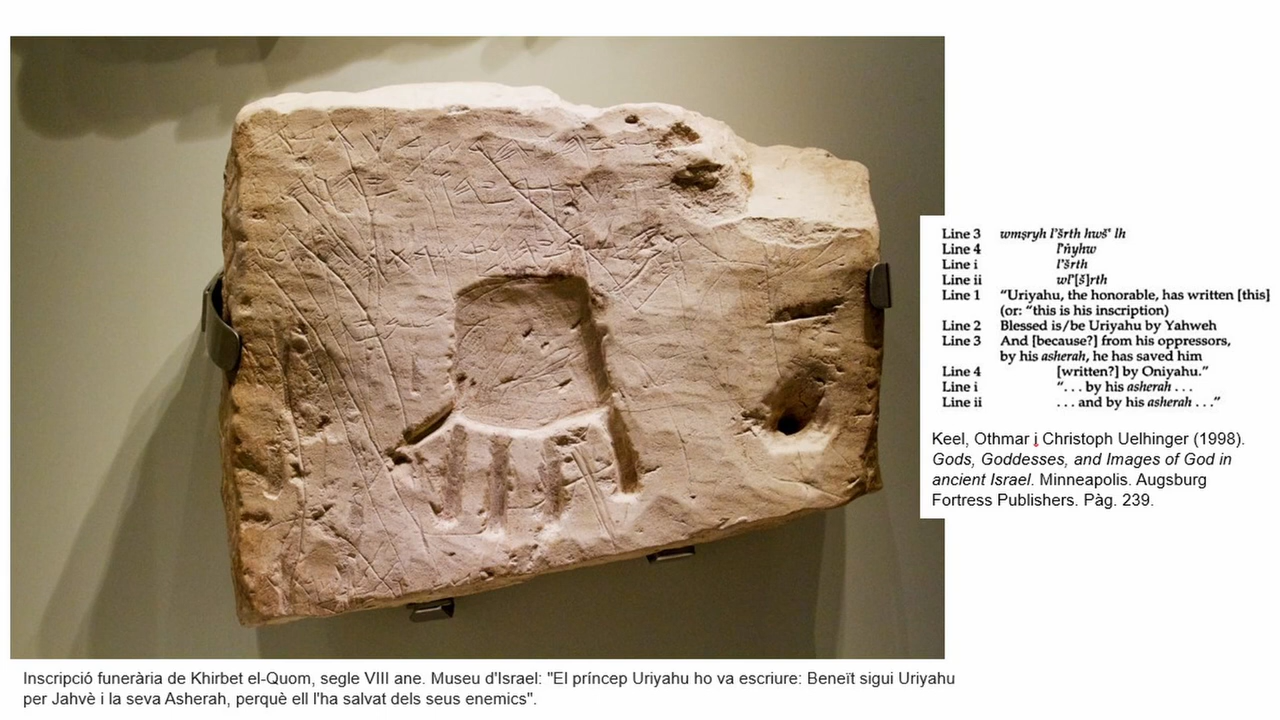 Line 3 wmṣryh l'šrth hwš‘ lh
Line 4 l'nyhw
Line i l'šrth
Line ii wl'[š]rth
Line 1 “Uriyahu, the honorable, has written [this]
(or: “this is his inscription)
Line 2 Blessed is/be Uriyahu by Yahweh
Line 3 And [because?] from his oppressors,
by his asherah, he has saved him
Line 4 [written?] by Oniyahu.”
Line i “. . . by his asherah . . .
Line ii . . . and by his asherah . . .”
Keel, Othmar i Christoph Uelhinger (1998).
Gods, Goddesses, and Images of God in
ancient Israel. Minneapolis. Augsburg
Fortress Publishers. Pàg. 239.
Inscripció funerària de Khirbet el-Quom, segle VIII ane. Museu d'Israel: "El príncep Uriyahu ho va escriure: Beneït sigui Uriyahu
per Jahvè i la seva Asherah, perquè ell l'ha salvat dels seus enemics".